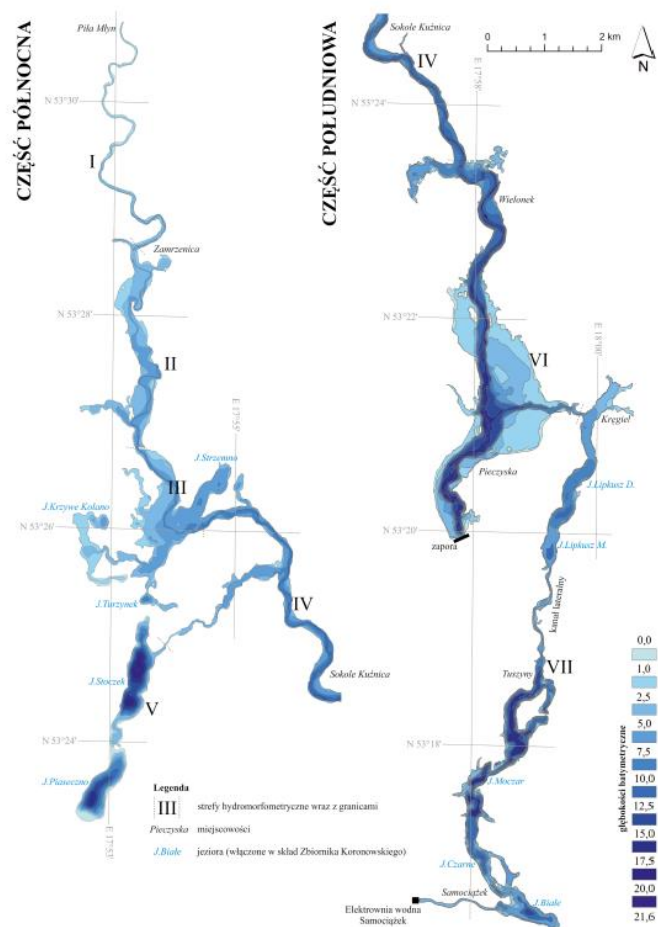 CZĘŚĆ PÓŁNOCNA
Piła Młyn
N 53°30'
I
Zamrzenica
N 53°28'
II
E 17°55'
J.Strzemno
III
J.Krzywe Kolano
N 53°26'
J.Turzynek
IV
J.Stoczek
V
Sokole Kuźnica
N 53°24'
J.Piaseczno
E 17°53'
Legenda
III strefy hydromorfometryczne wraz z granicami
Pieczyska miejscowości
J.Białe jeziora (włączone w skład Zbiornika Koronowskiego)
CZĘŚĆ POŁUDNIOWA
Sokole Kuźnica
IV
0 1 2 km
N
N 53°24'
E 17°58'
Wielonek
N 53°22'
VI
E 18°00'
Kręgiel
Pieczyska
J.Lipkusz D.
N 53°20'
zapora
J.Lipkusz M.
kanał lateralny
Tuszyny
VII
N 53°18'
J.Moczar
J.Czarne
Samociążek
J.Białe
Elektrownia wodna
Samociążek
głębokości batymetryczne
0,0
1,0
2,5
5,0
7,5
10,0
12,5
15,0
17,5
20,0
21,6